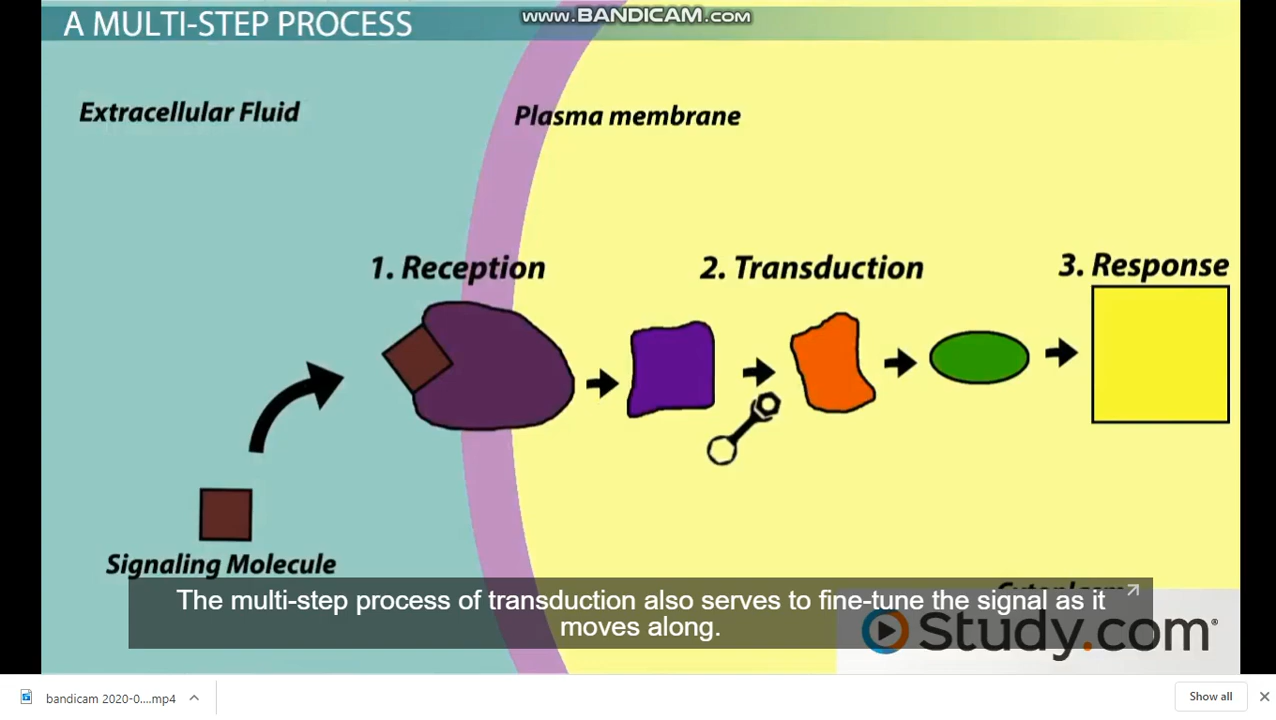 A MULTI-STEP PROCESS
www.BANDICAM.com
Extracellular Fluid
Plasma membrane
1. Reception
2. Transduction
3. Response
Signaling Molecule
Cytoplasm
The multi-step process of transduction also serves to fine-tune the signal as it
moves along.
Study.com
bandicam 2020-0....mp4
Show all